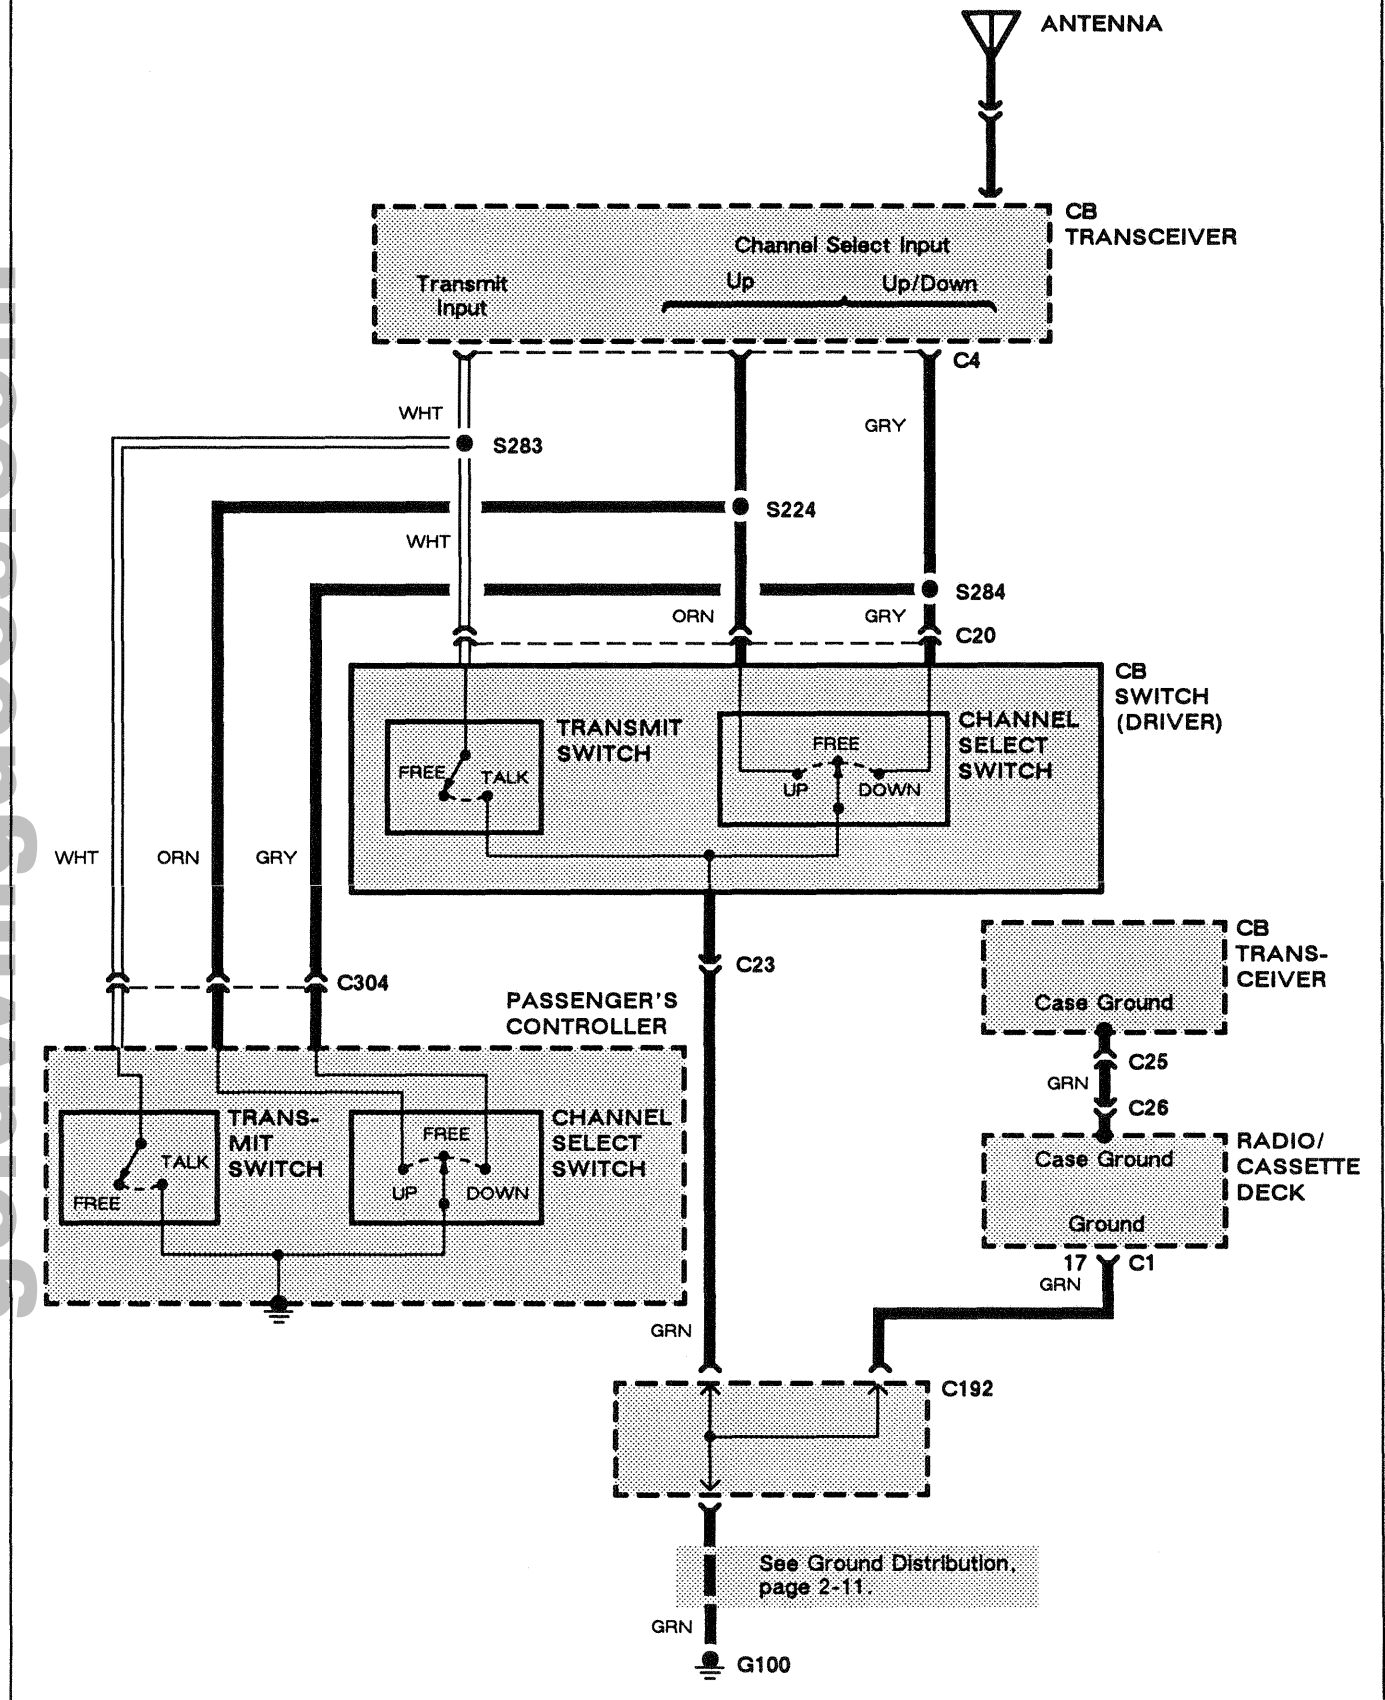 ANTENNA
CB
TRANSCEIVER
Channel Select Input
Transmit
Input
Up
Up/Down
C4
WHT
GRY
S283
S224
WHT
S284
ORN
GRY
C20
CB
SWITCH
(DRIVER)
TRANSMIT
SWITCH
FREE
TALK
CHANNEL
SELECT
SWITCH
FREE
UP
DOWN
WHT
ORN
GRY
C304
C23
CB
TRANS-
CEIVER
Case Ground
C25
GRN
C26
PASSENGER'S
CONTROLLER
TRANS-
MIT
SWITCH
TALK
FREE
CHANNEL
SELECT
SWITCH
FREE
UP
DOWN
RADIO/
CASSETTE
DECK
Case Ground
Ground
17
C1
GRN
GRN
C192
See Ground Distribution,
page 2-11.
GRN
G100